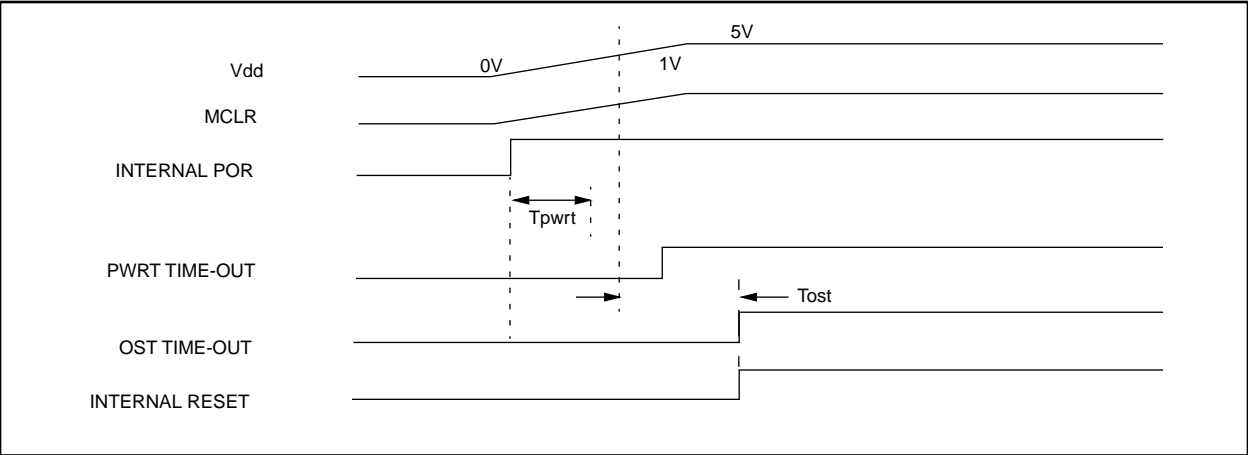 5V
0V
1V
Vdd
MCLR
INTERNAL POR
Tpwrt
PWRT TIME-OUT
Tost
OST TIME-OUT
INTERNAL RESET